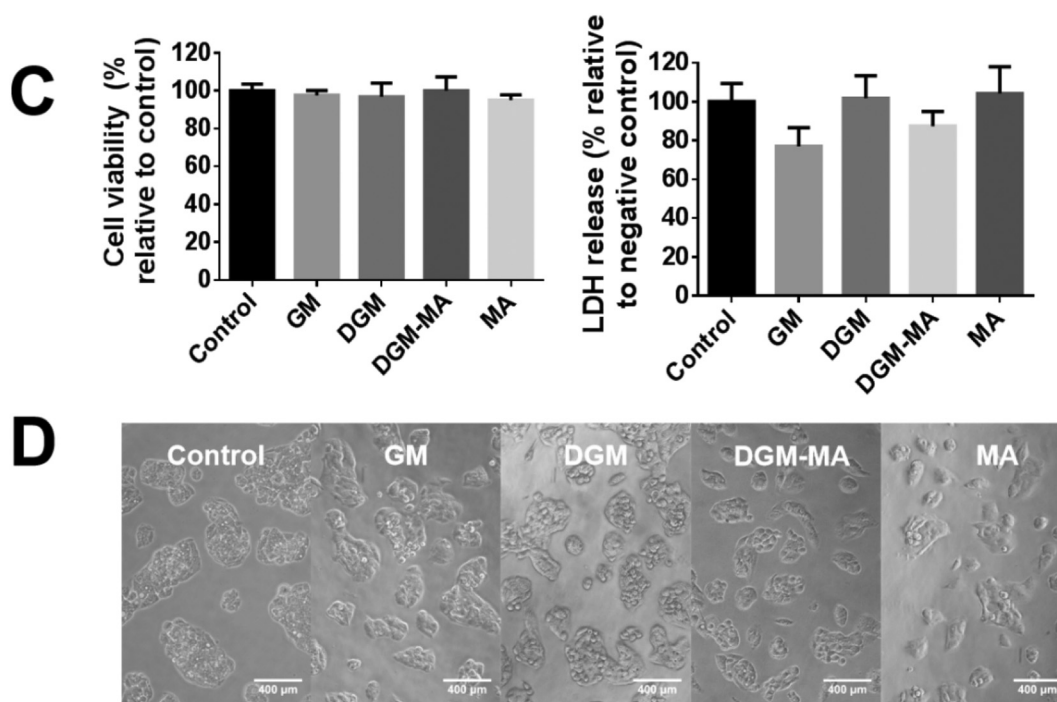 C
Cell viability (%
relative to control)
120
100
80
60
40
20
0
Control
GM
DGM
DGM-MA
MA
LDH release (% relative
to negative control)
120
100
80
60
40
20
0
Control
GM
DGM
DGM-MA
MA
D
Control
GM
DGM
DGM-MA
MA
400 µm
400 µm
400 µm
400 µm
400 µm